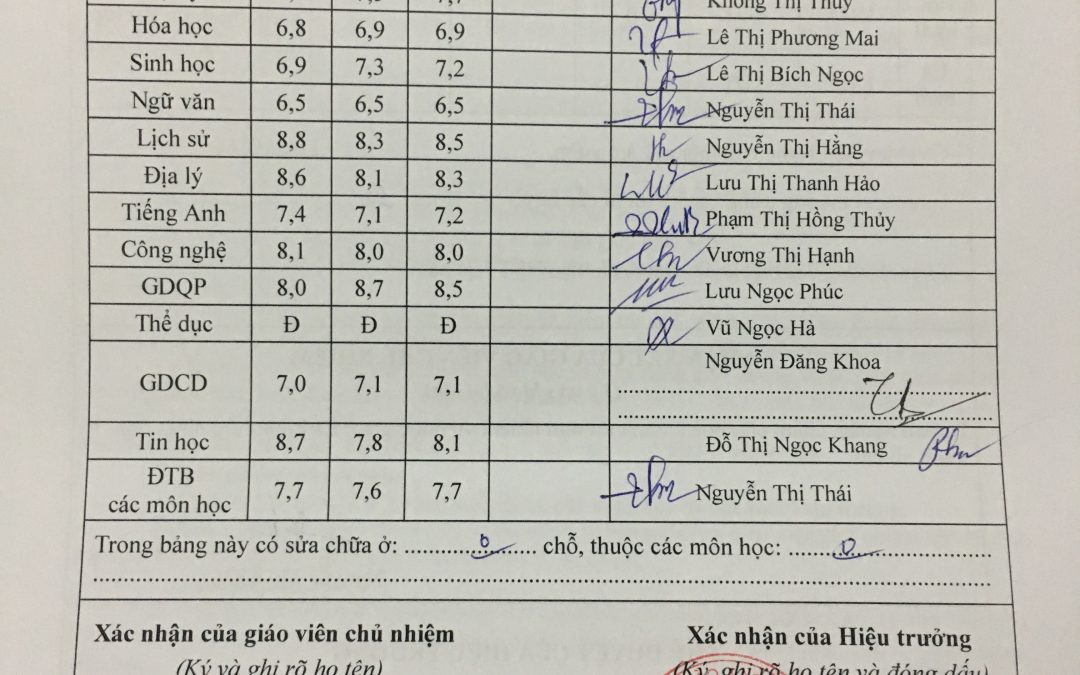 Khổng Thị Thúy
Hóa học 6,8 6,9 6,9 Lê Thị Phương Mai
Sinh học 6,9 7,3 7,2 Lê Thị Bích Ngọc
Ngữ văn 6,5 6,5 6,5 Nguyễn Thị Thái
Lịch sử 8,8 8,3 8,5 Nguyễn Thị Hằng
Địa lý 8,6 8,1 8,3 Lưu Thị Thanh Hảo
Tiếng Anh 7,4 7,1 7,2 Phạm Thị Hồng Thủy
Công nghệ 8,1 8,0 8,0 Vương Thị Hạnh
GDQP 8,0 8,7 8,5 Lưu Ngọc Phúc
Thể dục Đ Đ Đ Vũ Ngọc Hà
GDCD 7,0 7,1 7,1 Nguyễn Đăng Khoa
Tin học 8,7 7,8 8,1 Đỗ Thị Ngọc Khang
ĐTB
các môn học 7,7 7,6 7,7 Nguyễn Thị Thái
Trong bảng này có sửa chữa ở: 0 chỗ, thuộc các môn học: 0
Xác nhận của giáo viên chủ nhiệm Xác nhận của Hiệu trưởng
(Ký và ghi rõ họ tên) (Ký, ghi rõ họ tên và đóng dấu)